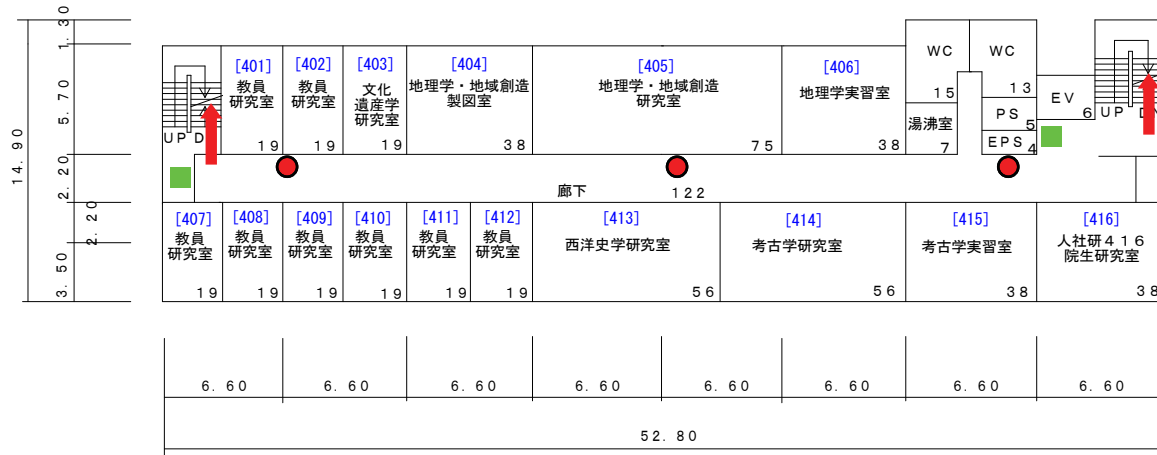 1.30
5.70
14.90
2.20
2.20
3.50
[401]
教員
研究室
19
[402]
教員
研究室
19
[403]
文化
遺産学
研究室
19
[404]
地理学・地域創造
製図室
38
[405]
地理学・地域創造
研究室
75
[406]
地理学実習室
38
WC
15
WC
13
湯沸室
7
PS
5
EPS
4
EV
6
UP D
UP D
廊下
122
[407]
教員
研究室
19
[408]
教員
研究室
19
[409]
教員
研究室
19
[410]
教員
研究室
19
[411]
教員
研究室
19
[412]
教員
研究室
19
[413]
西洋史学研究室
56
[414]
考古学研究室
56
[415]
考古学実習室
38
[416]
人社研416
院生研究室
38
6.60
6.60
6.60
6.60
6.60
6.60
6.60
6.60
52.80